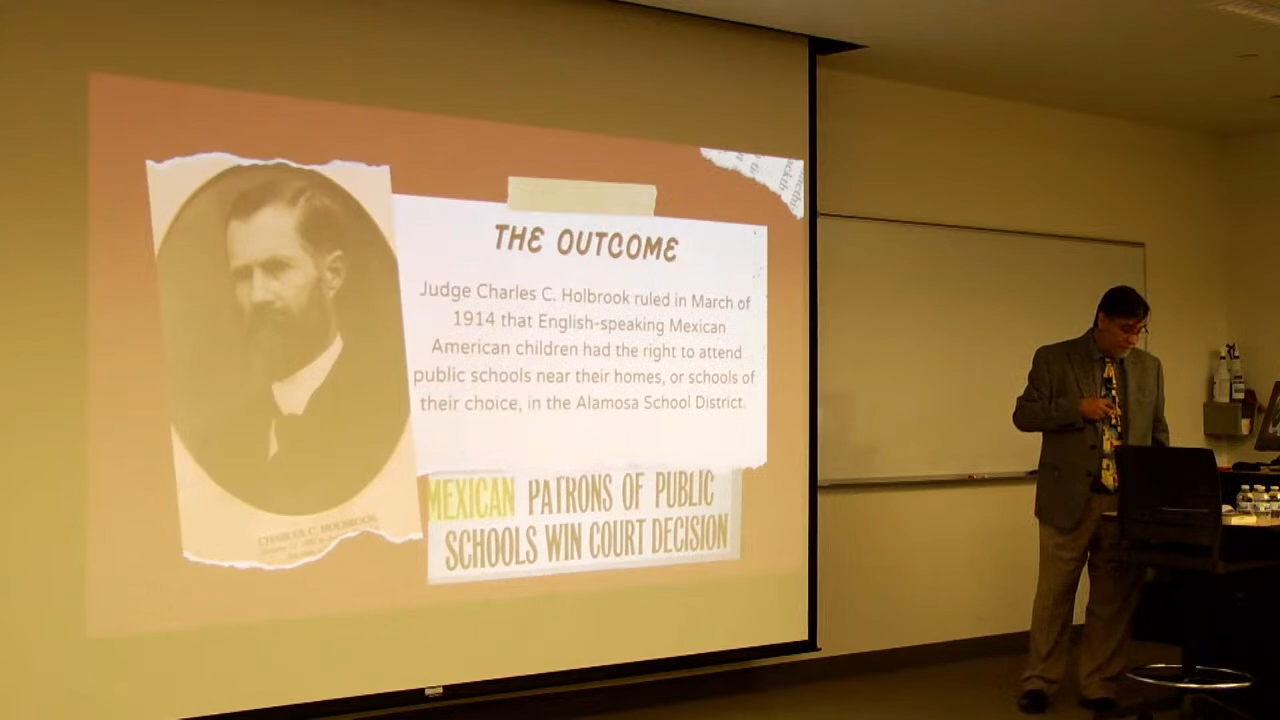 THE OUTCOME
Judge Charles C. Holbrook ruled in March of
1914 that English-speaking Mexican
American children had the right to attend
public schools near their homes, or schools of
their choice, in the Alamosa School District.
MEXICAN PATRONS OF PUBLIC
SCHOOLS WIN COURT DECISION
CHARLES C. HOLBROOK